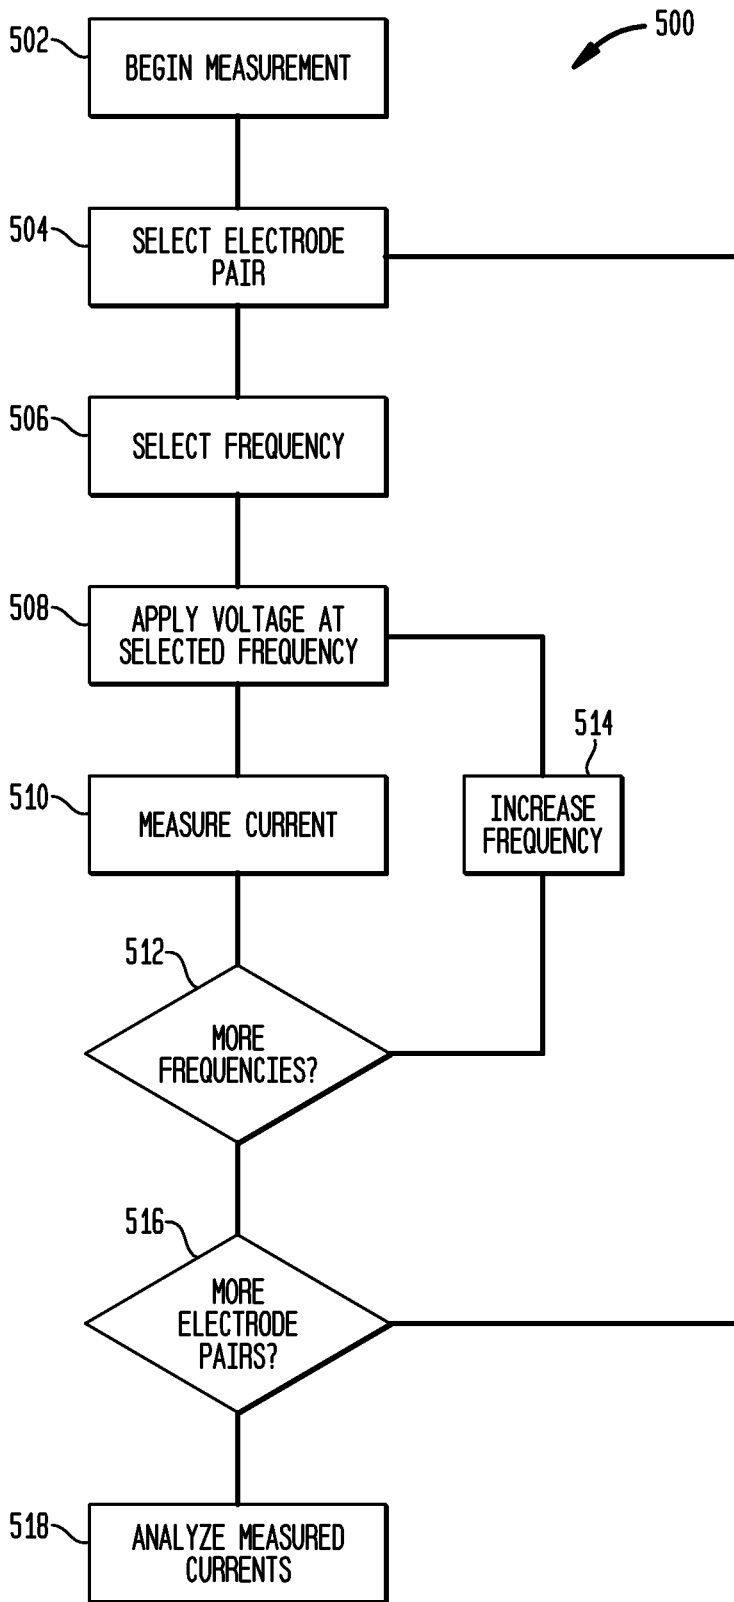 500
502
BEGIN MEASUREMENT
504
SELECT ELECTRODE
PAIR
506
SELECT FREQUENCY
508
APPLY VOLTAGE AT
SELECTED FREQUENCY
514
510
MEASURE CURRENT
INCREASE
FREQUENCY
512
MORE
FREQUENCIES?
516
MORE
ELECTRODE
PAIRS?
518
ANALYZE MEASURED
CURRENTS